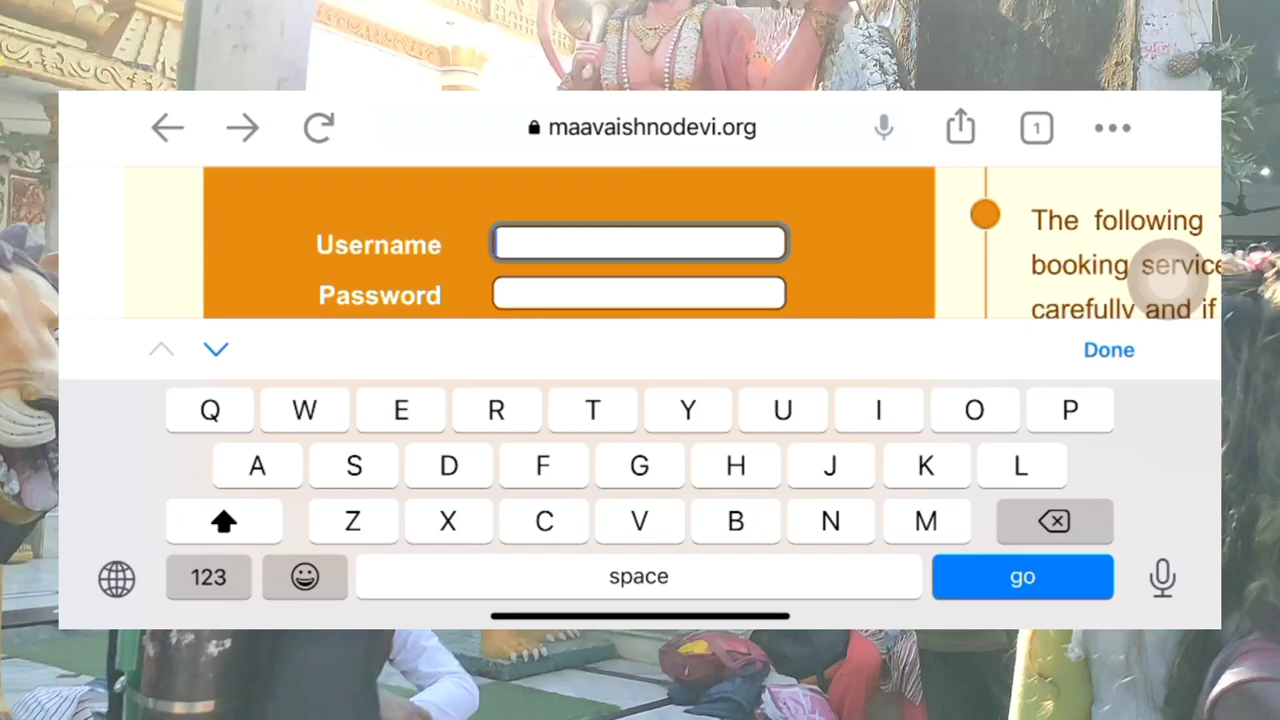 maavaishnodevi.org
1
Username
Password
The following
booking service
carefully and if
Done
Q W E R T Y U I O P
A S D F G H J K L
Z X C V B N M
123
space
go